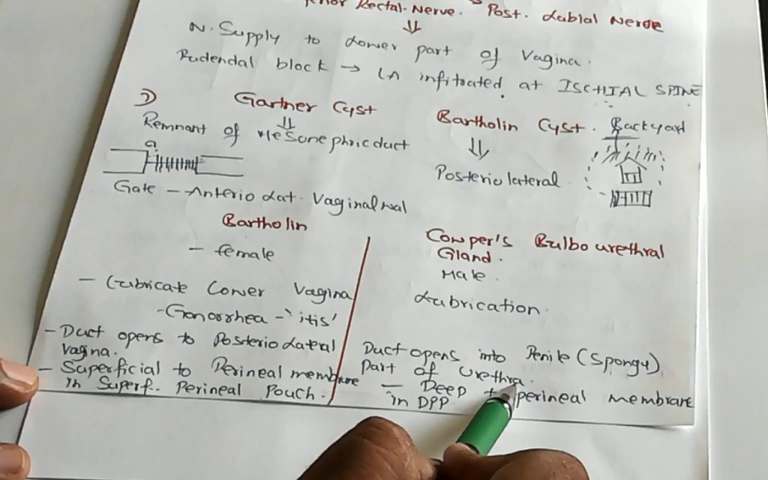 Rectal. Nerve. Post. Labial Nerve
N. Supply to Lower part of Vagina.
Pudendal block → LA infitrated at ISCHIAL SPINE
Gartner Cyst
Remnant of Mesonephric duct
Gate - Anterio Lat. Vaginal wal
Bartholin Cyst. Backyard
Posterio lateral
Bartholin
- female
- Lubricate Lower Vagina
- Gonorrhea - 'itis'
- Duct opens to Posterio Lateral
Vagina.
- Superficial to Perineal membrane
in Superf. Perineal Pouch.
Cowper's Bulbourethral
Gland.
Male.
Lubrication.
Duct opens into Penile (Spongy)
Part of Urethra.
- Deep to perineal membrane
in DPP